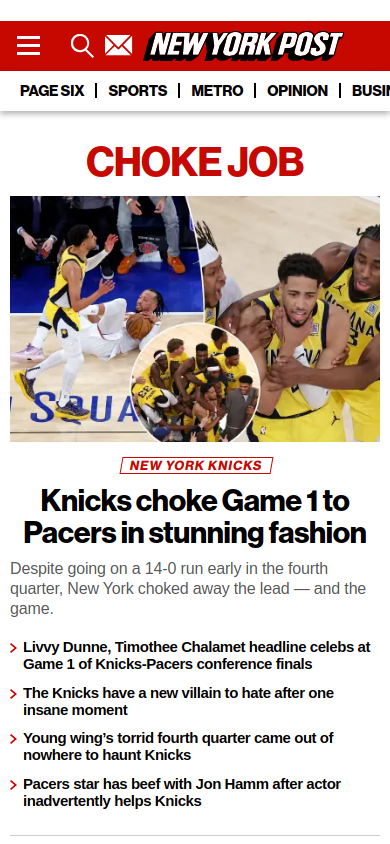 NEW YORK POST
PAGE SIX
SPORTS
METRO
OPINION
BUSIN
CHOKE JOB
INDIANA
SQUA
NEW YORK KNICKS
Knicks choke Game 1 to
Pacers in stunning fashion
Despite going on a 14-0 run early in the fourth
quarter, New York choked away the lead — and the
game.
Livvy Dunne, Timothee Chalamet headline celebs at
Game 1 of Knicks-Pacers conference finals
The Knicks have a new villain to hate after one
insane moment
Young wing’s torrid fourth quarter came out of
nowhere to haunt Knicks
Pacers star has beef with Jon Hamm after actor
inadvertently helps Knicks